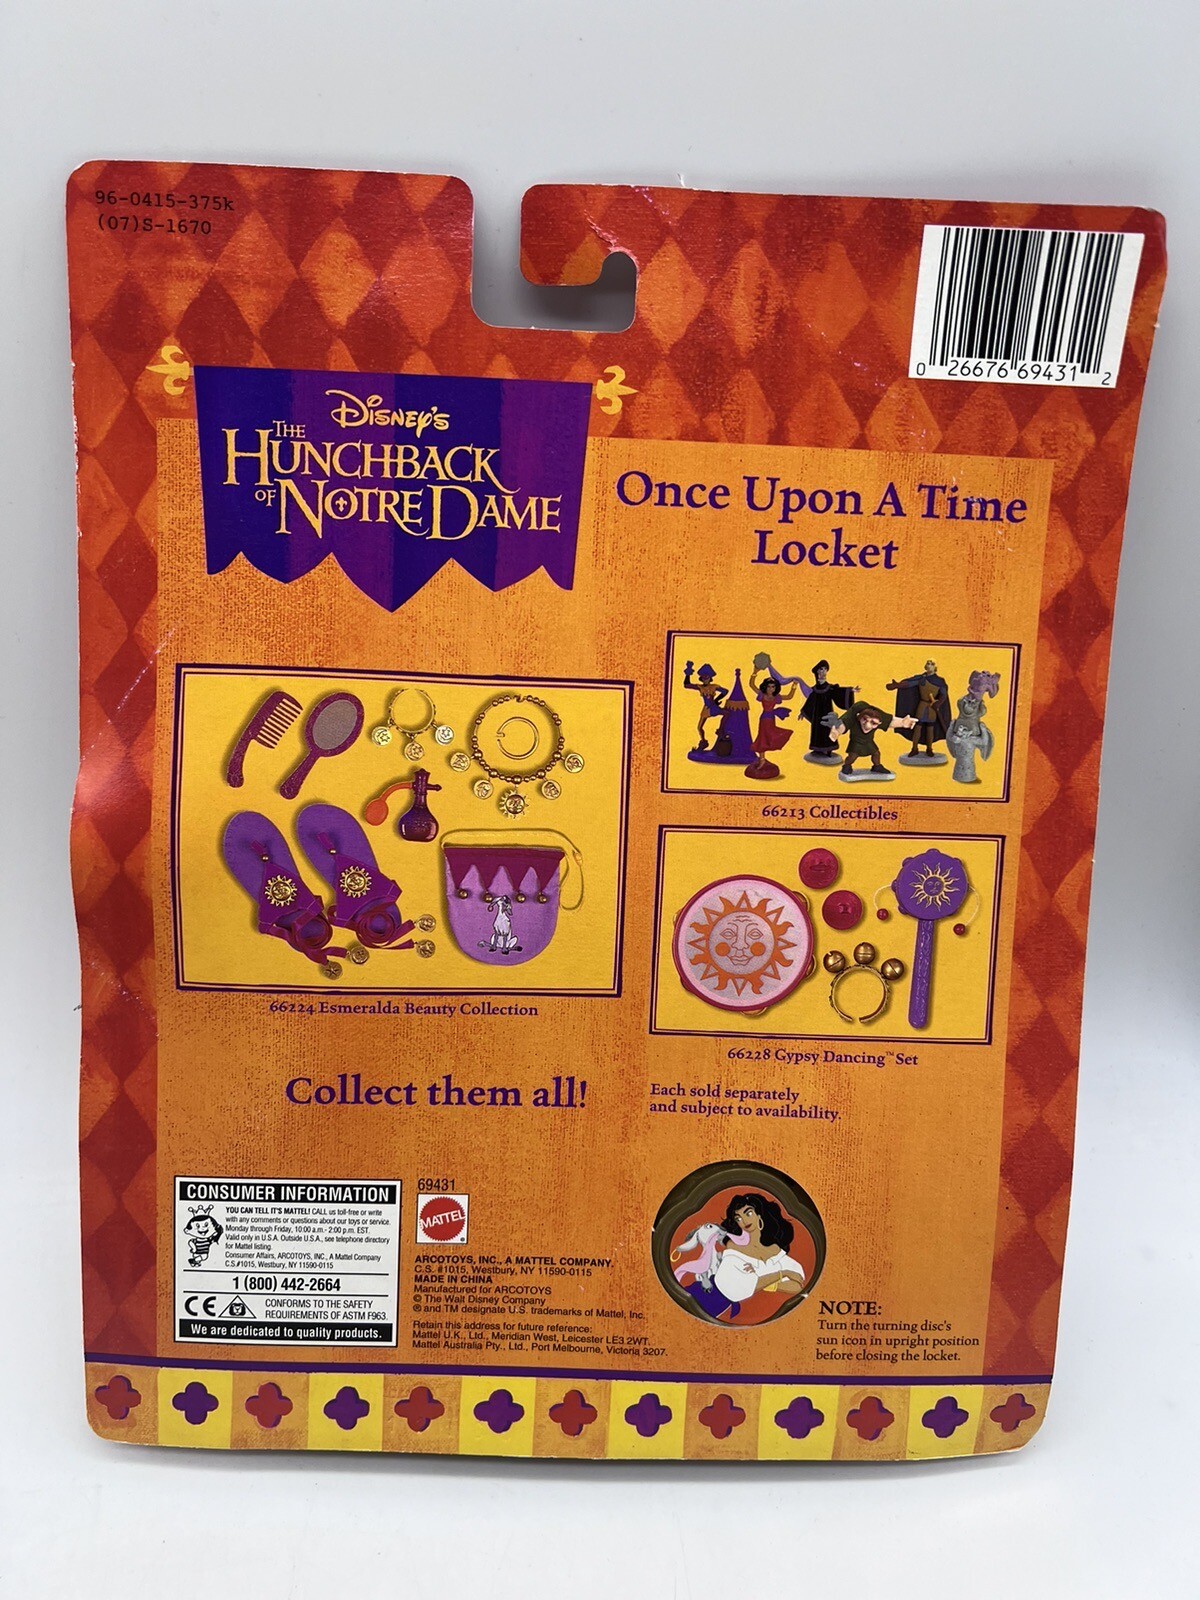 96-0415-375k
(07)S-1670
0 26676 69431 2
DISNEY'S
THE
HUNCHBACK
OF NOTRE DAME
Once Upon A Time
Locket
66213 Collectibles
66224 Esmeralda Beauty Collection
66228 Gypsy Dancing™ Set
Collect them all!
Each sold separately
and subject to availability.
CONSUMER INFORMATION
YOU CAN TELL IT'S MATTEL! CALL us toll-free or write
with any comments or questions about our toys or service.
Monday through Friday, 10:00 a.m.- 2:00 p.m. EST.
Valid only in U.S.A. Outside U.S.A., see telephone directory
for Mattel listing.
Consumer Affairs, ARCOTOYS, INC., A Mattel Company
C.S.#1015, Westbury, NY 11590-0115
1 (800) 442-2664
CE
CONFORMS TO THE SAFETY
REQUIREMENTS OF ASTM F963.
We are dedicated to quality products.
69431
MATTEL
®
ARCOTOYS, INC., A MATTEL COMPANY.
C.S. #1015, Westbury, NY 11590-0115
MADE IN CHINA
Manufactured for ARCOTOYS
© The Walt Disney Company
® and TM designate U.S. trademarks of Mattel, Inc.
Retain this address for future reference:
Mattel U.K., Ltd., Meridian West, Leicester LE3 2WT.
Mattel Australia Pty., Ltd., Port Melbourne, Victoria 3207.
NOTE:
Turn the turning disc's
sun icon in upright position
before closing the locket.